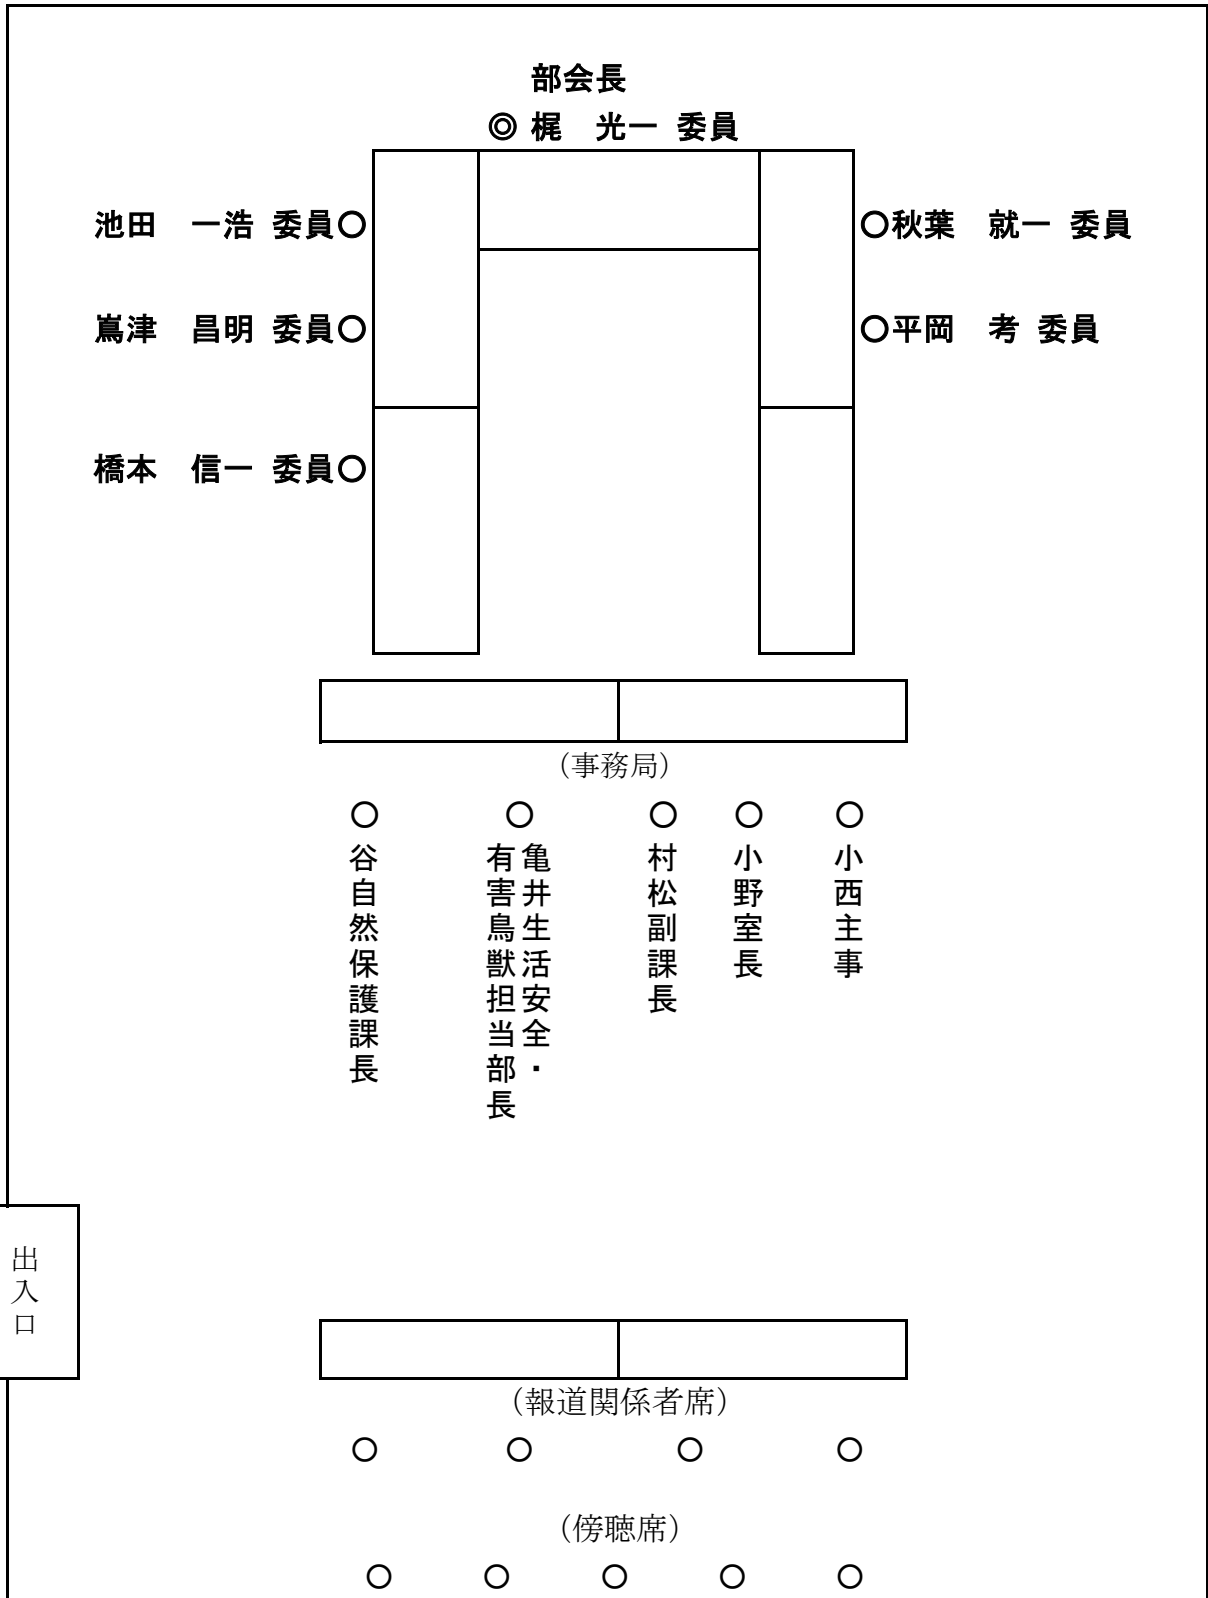 部会長
◎ 梶　光一 委員
池田　一浩 委員○
○秋葉　就一 委員
嶌津　昌明 委員○
○平岡　考 委員
橋本　信一 委員○
（事務局）
○ ○ ○ ○ ○
谷自然保護課長
亀井生活安全・
有害鳥獣担当部長
村松副課長
小野室長
小西主事
出入口
（報道関係者席）
○ ○ ○ ○
（傍聴席）
○ ○ ○ ○ ○